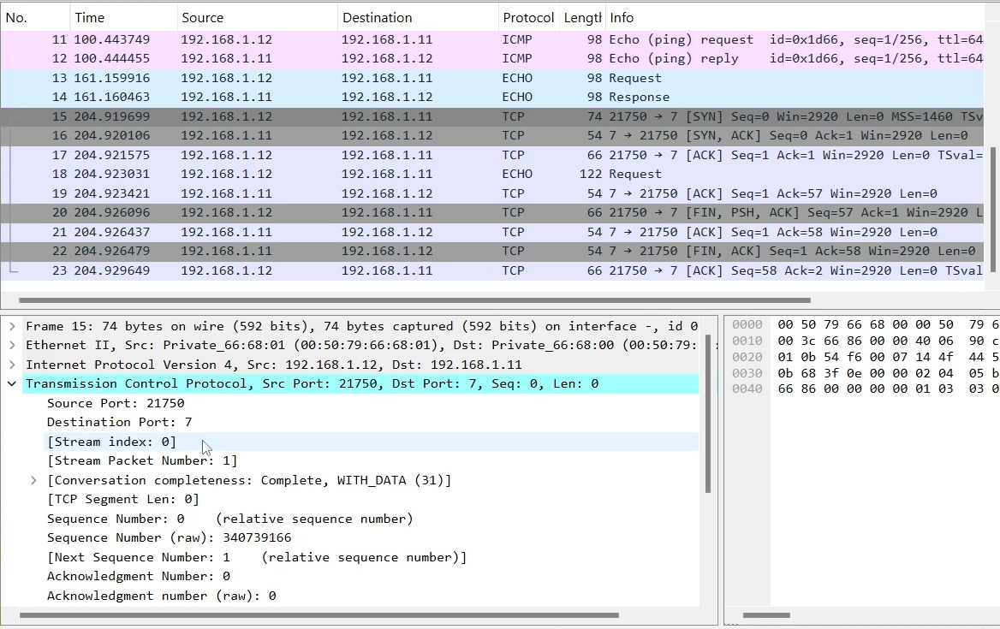 No. Time Source Destination Protocol Length Info
11 100.443749 192.168.1.12 192.168.1.11 ICMP 98 Echo (ping) request id=0x1d66, seq=1/256, ttl=64
12 100.444455 192.168.1.11 192.168.1.12 ICMP 98 Echo (ping) reply id=0x1d66, seq=1/256, ttl=64
13 161.159916 192.168.1.12 192.168.1.11 ECHO 98 Request
14 161.160463 192.168.1.11 192.168.1.12 ECHO 98 Response
15 204.919699 192.168.1.12 192.168.1.11 TCP 74 21750 → 7 [SYN] Seq=0 Win=2920 Len=0 MSS=1460 TSv
16 204.920106 192.168.1.11 192.168.1.12 TCP 54 7 → 21750 [SYN, ACK] Seq=0 Ack=1 Win=2920 Len=0
17 204.921575 192.168.1.12 192.168.1.11 TCP 66 21750 → 7 [ACK] Seq=1 Ack=1 Win=2920 Len=0 TSval=
18 204.923031 192.168.1.12 192.168.1.11 ECHO 122 Request
19 204.923421 192.168.1.11 192.168.1.12 TCP 54 7 → 21750 [ACK] Seq=1 Ack=57 Win=2920 Len=0
20 204.926096 192.168.1.12 192.168.1.11 TCP 66 21750 → 7 [FIN, PSH, ACK] Seq=57 Ack=1 Win=2920 L
21 204.926437 192.168.1.11 192.168.1.12 TCP 54 7 → 21750 [ACK] Seq=1 Ack=58 Win=2920 Len=0
22 204.926479 192.168.1.11 192.168.1.12 TCP 54 7 → 21750 [FIN, ACK] Seq=1 Ack=58 Win=2920 Len=0
23 204.929649 192.168.1.12 192.168.1.11 TCP 66 21750 → 7 [ACK] Seq=58 Ack=2 Win=2920 Len=0 TSval
Frame 15: 74 bytes on wire (592 bits), 74 bytes captured (592 bits) on interface -, id 0
Ethernet II, Src: Private_66:68:01 (00:50:79:66:68:01), Dst: Private_66:68:00 (00:50:79:
Internet Protocol Version 4, Src: 192.168.1.12, Dst: 192.168.1.11
Transmission Control Protocol, Src Port: 21750, Dst Port: 7, Seq: 0, Len: 0
Source Port: 21750
Destination Port: 7
[Stream index: 0]
[Stream Packet Number: 1]
[Conversation completeness: Complete, WITH_DATA (31)]
[TCP Segment Len: 0]
Sequence Number: 0 (relative sequence number)
Sequence Number (raw): 340739166
[Next Sequence Number: 1 (relative sequence number)]
Acknowledgment Number: 0
Acknowledgment number (raw): 0
0000 00 50 79 66 68 00 00 50 79 6
0010 00 3c 66 86 00 00 40 06 90 c
0020 01 0b 54 f6 00 07 14 4f 44 5
0030 0b 68 3f 0e 00 00 02 04 05 b
0040 66 86 00 00 00 00 01 03 03 0